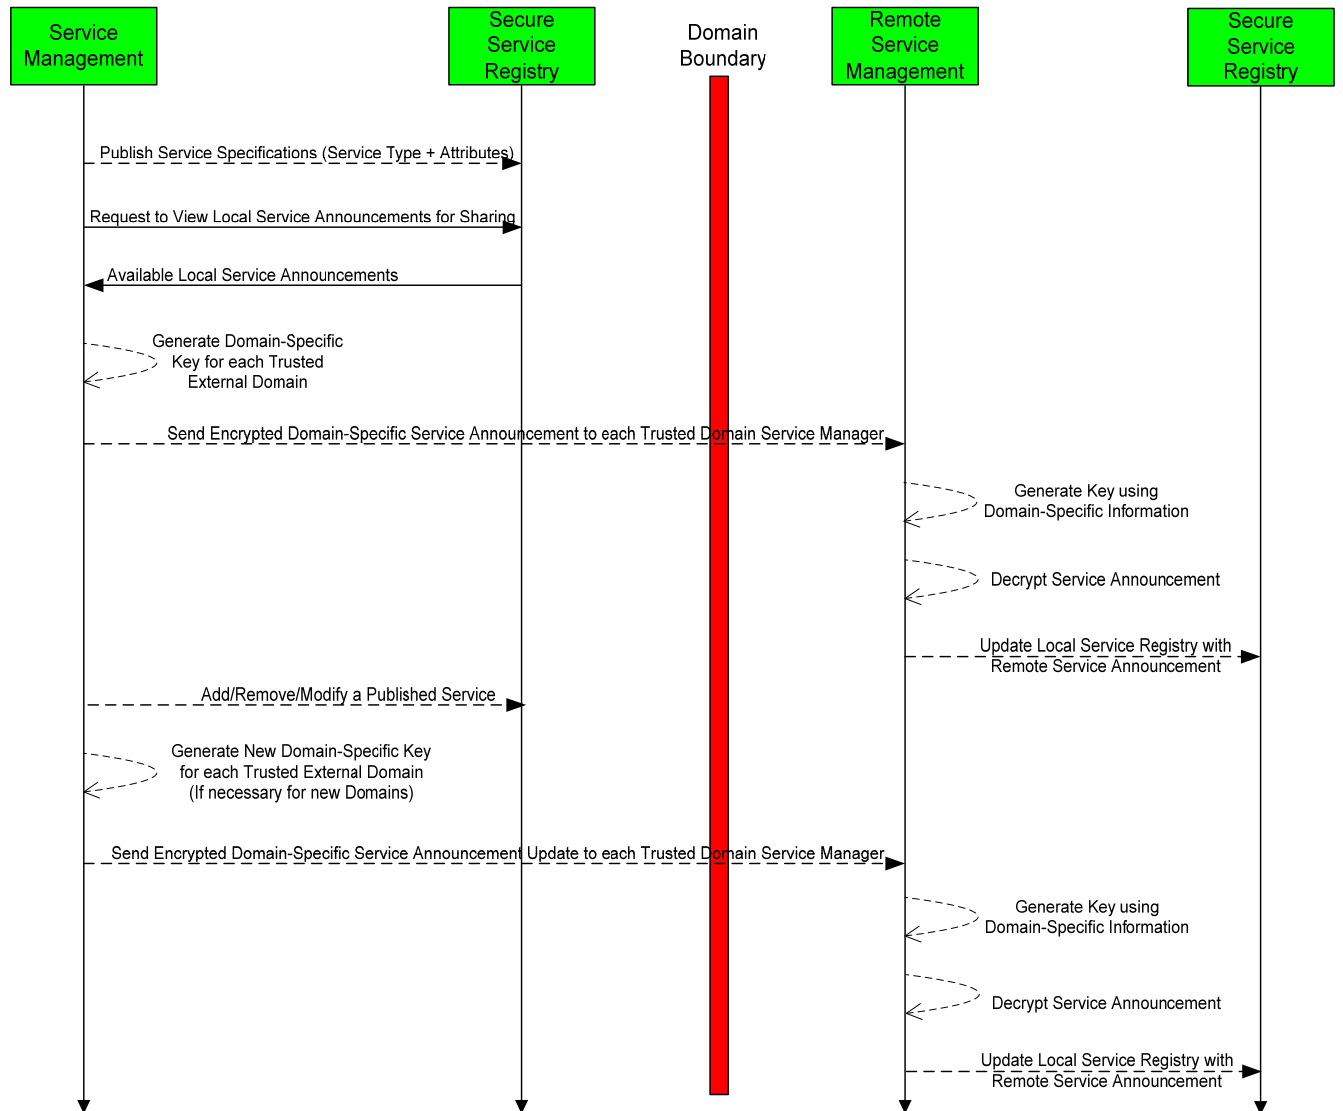 Service
Management
Secure
Service
Registry
Domain
Boundary
Remote
Service
Management
Secure
Service
Registry
Publish Service Specifications (Service Type + Attributes)
Request to View Local Service Announcements for Sharing
Available Local Service Announcements
Generate Domain-Specific
Key for each Trusted
External Domain
Send Encrypted Domain-Specific Service Announcement to each Trusted Domain Service Manager
Generate Key using
Domain-Specific Information
Decrypt Service Announcement
Update Local Service Registry with
Remote Service Announcement
Add/Remove/Modify a Published Service
Generate New Domain-Specific Key
for each Trusted External Domain
(If necessary for new Domains)
Send Encrypted Domain-Specific Service Announcement Update to each Trusted Domain Service Manager
Generate Key using
Domain-Specific Information
Decrypt Service Announcement
Update Local Service Registry with
Remote Service Announcement